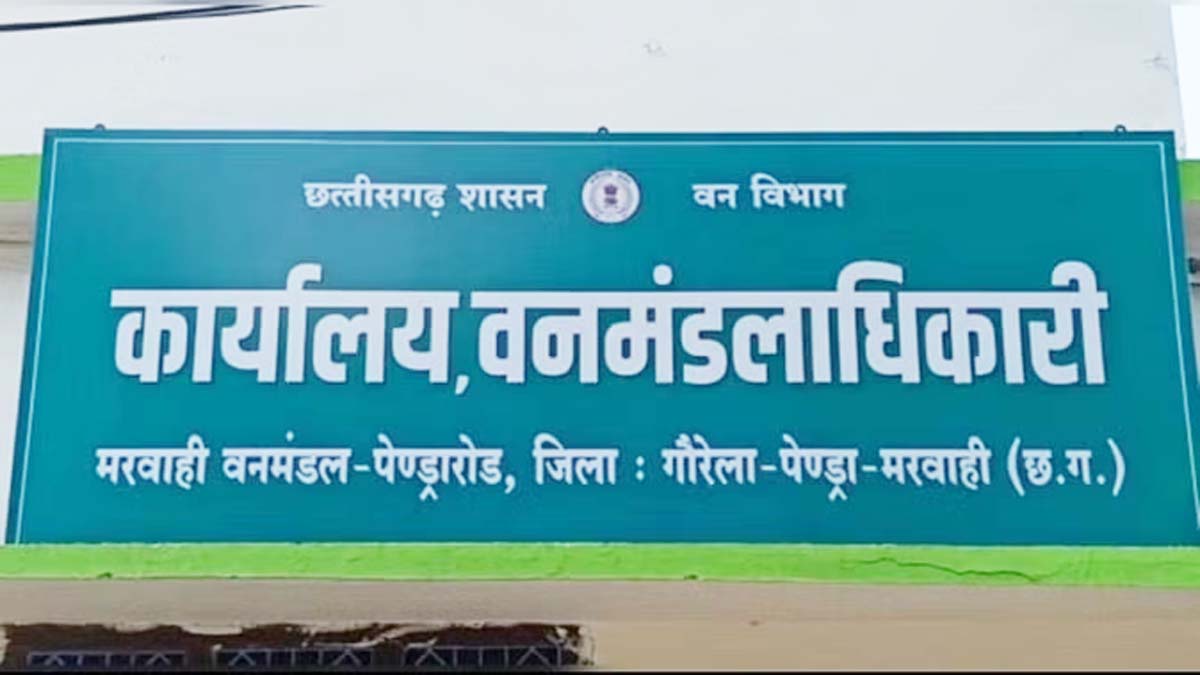 छत्तीसगढ़ शासन वन विभाग
कार्यालय, वनमंडलाधिकारी
मरवाही वनमंडल-पेण्ड्रारोड, जिला : गौरेला-पेण्ड्रा-मरवाही (छ.ग.)